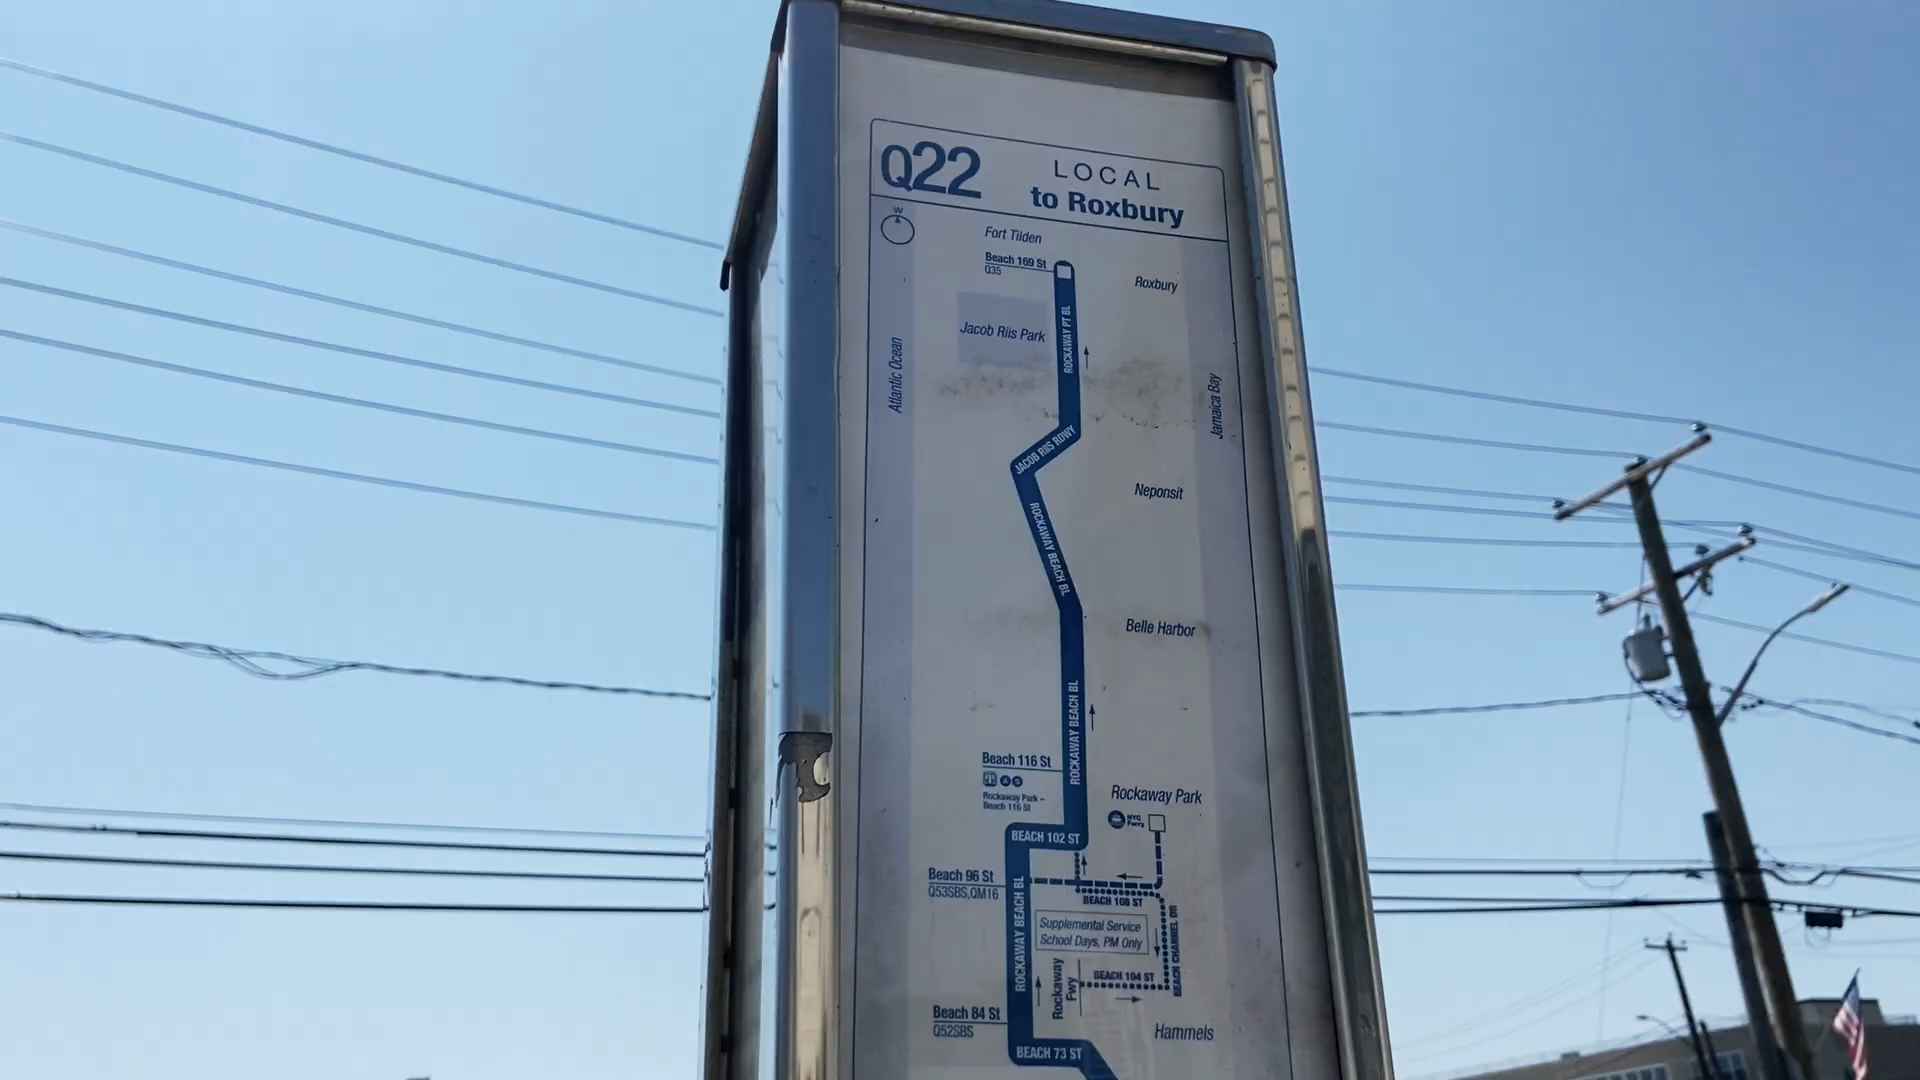 Q22
LOCAL
to Roxbury
W
Fort Tilden
Beach 169 St
Q35
Roxbury
Jacob Riis Park
ROCKAWAY PT BL
Atlantic Ocean
Jamaica Bay
JACOB RIIS RDWY
Neponsit
ROCKAWAY BEACH BL
Belle Harbor
ROCKAWAY BEACH BL
Beach 116 St
A S
Rockaway Park –
Beach 116 St
Rockaway Park
NYC
Ferry
BEACH 102 ST
Beach 96 St
Q53SBS,QM16
ROCKAWAY BEACH BL
BEACH 108 ST
Supplemental Service
School Days, PM Only
BEACH CHANNEL DR
Rockaway
Fwy
BEACH 104 ST
Beach 84 St
Q52SBS
Hammels
BEACH 73 ST